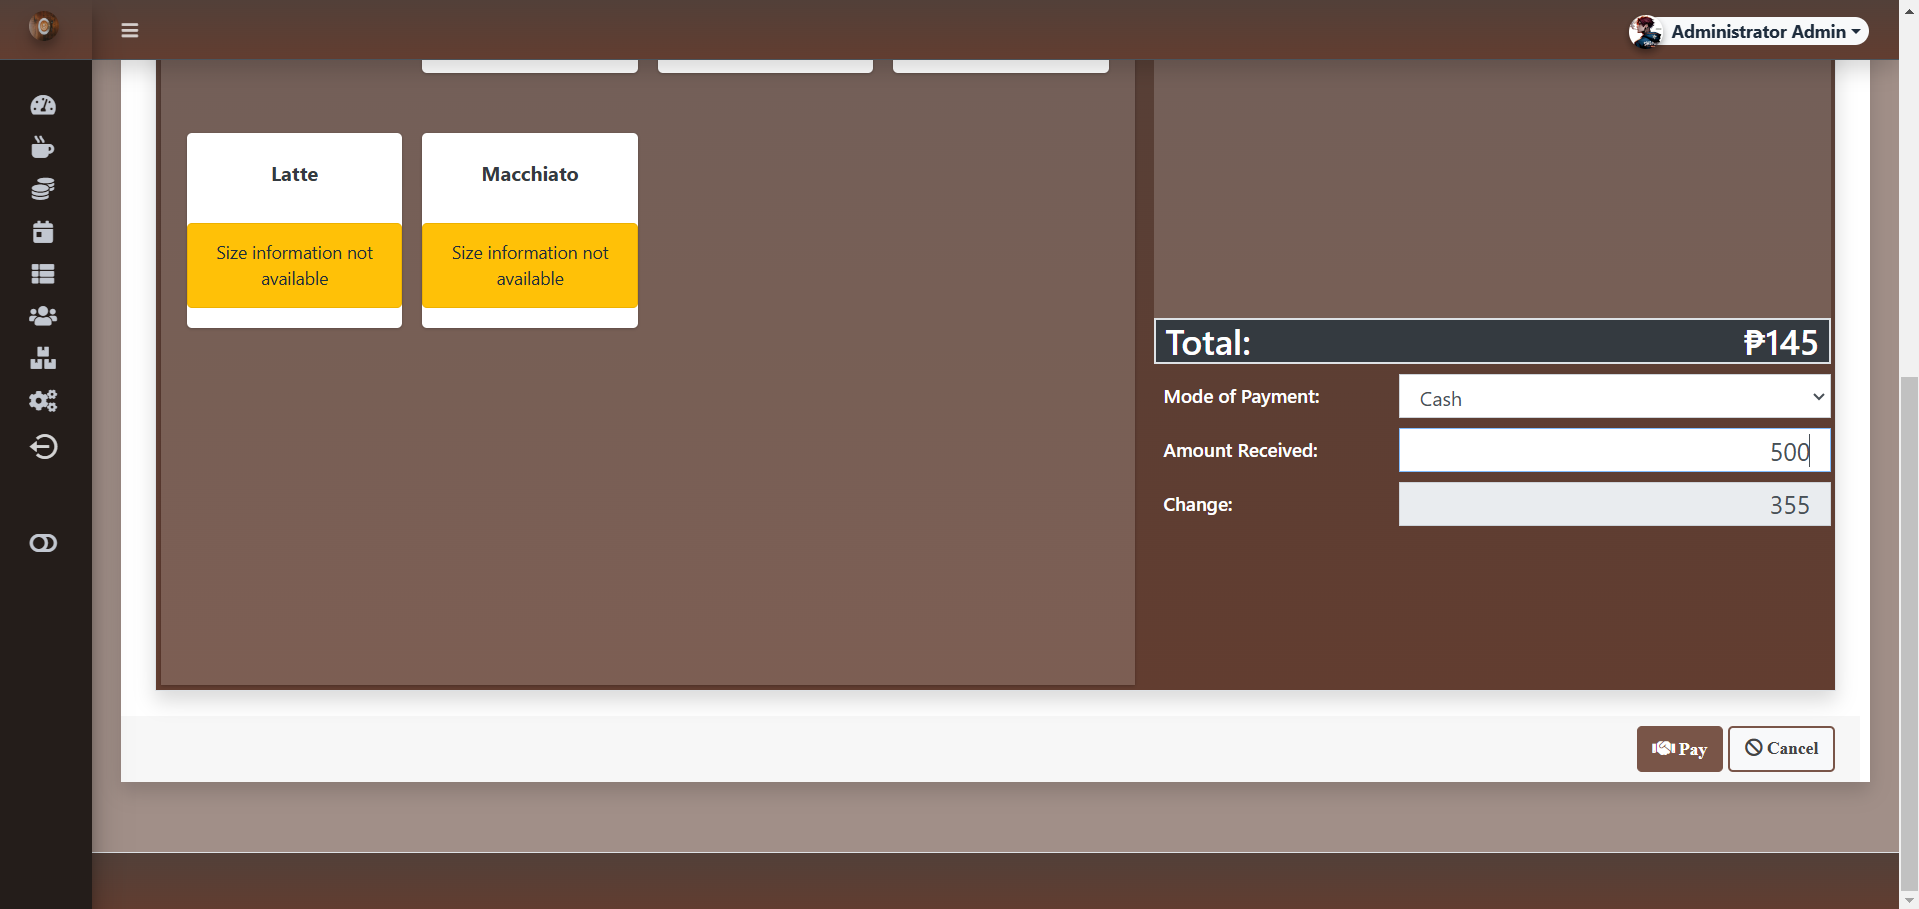 Administrator Admin
Latte
Macchiato
Size information not
available
Size information not
available
Total:
₱145
Mode of Payment:
Cash
Amount Received:
500
Change:
355
Pay
Cancel